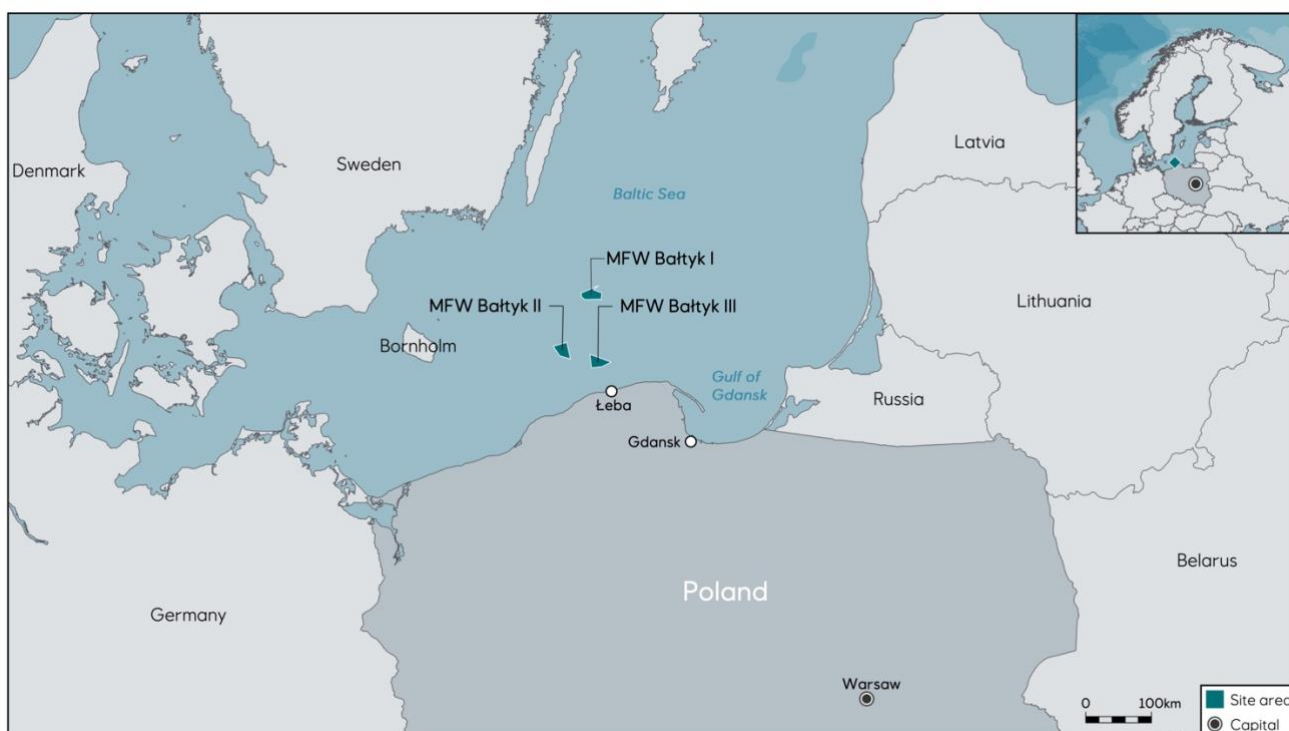 Denmark
Sweden
Latvia
Baltic Sea
MFW Bałtyk I
MFW Bałtyk II
MFW Bałtyk III
Lithuania
Bornholm
Gulf of
Gdansk
Russia
Łeba
Gdansk
Belarus
Poland
Germany
Warsaw
0 100km
Site area
Capital